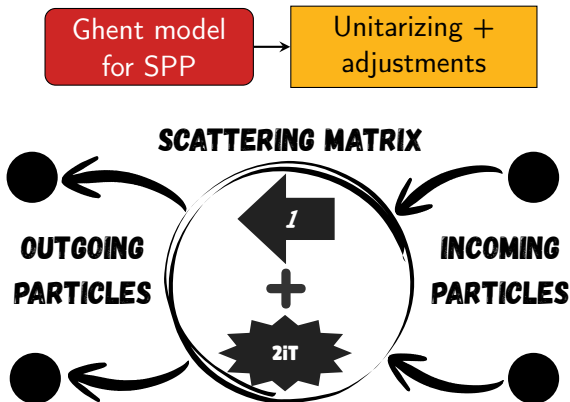 Ghent model
for SPP
Unitarizing +
adjustments
SCATTERING MATRIX
1
OUTGOING
PARTICLES
+
INCOMING
PARTICLES
2iT